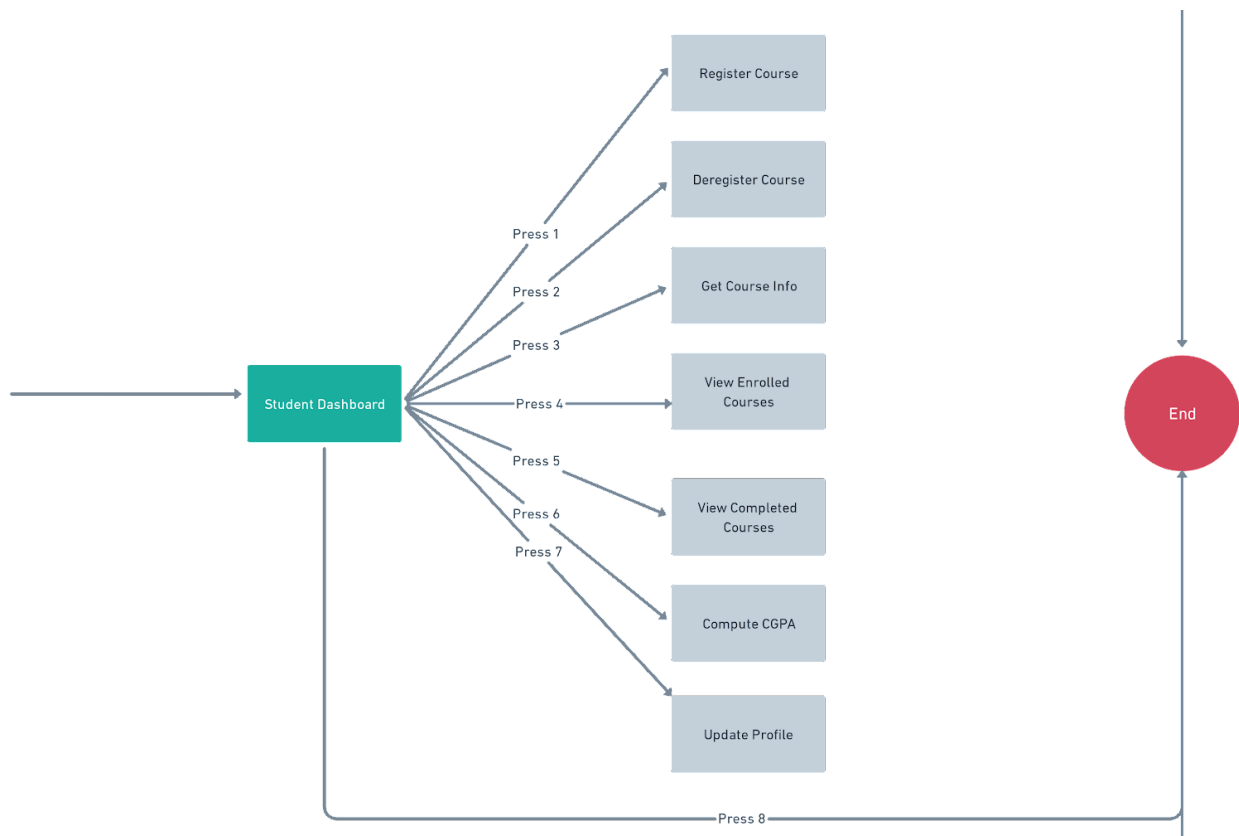 Register Course
Deregister Course
Press 1
Press 2
Get Course Info
Press 3
Student Dashboard
Press 4
View Enrolled
Courses
End
Press 5
View Completed
Courses
Press 6
Press 7
Compute CGPA
Update Profile
Press 8